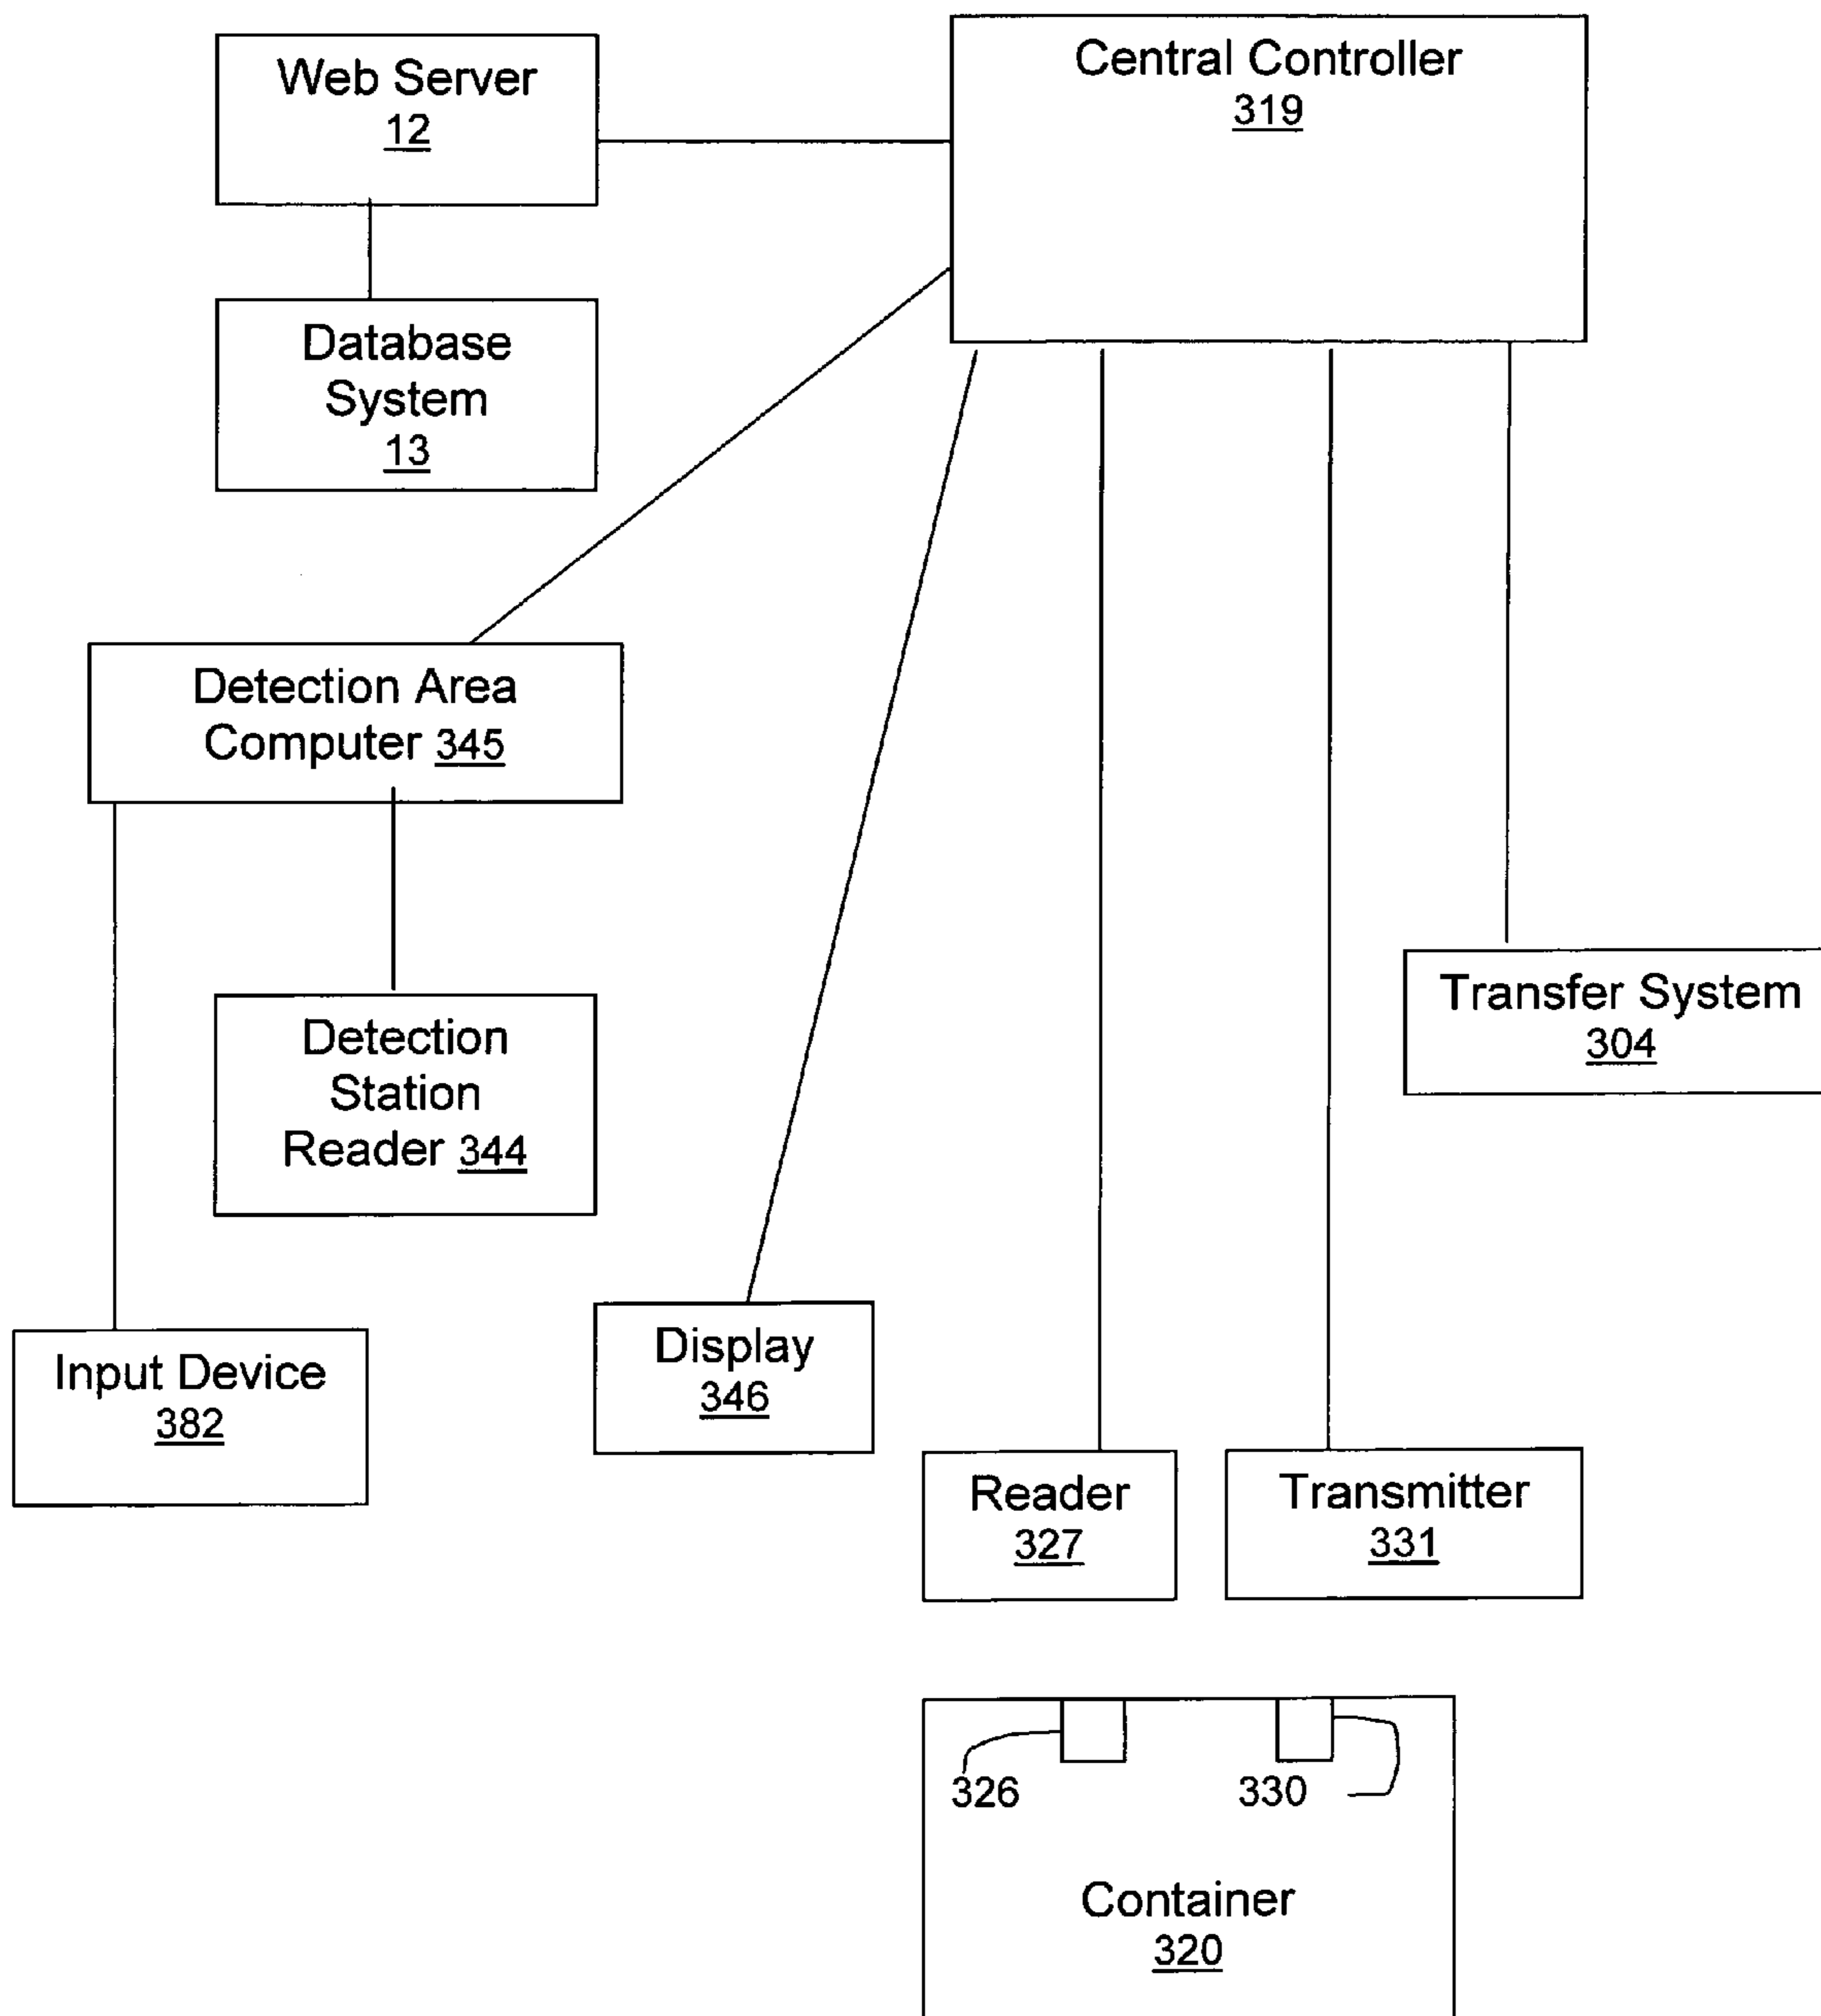 Web Server
12
Central Controller
319
Database
System
13
Detection Area
Computer 345
Transfer System
304
Detection
Station
Reader 344
Input Device
382
Display
346
Reader
327
Transmitter
331
326
330
Container
320